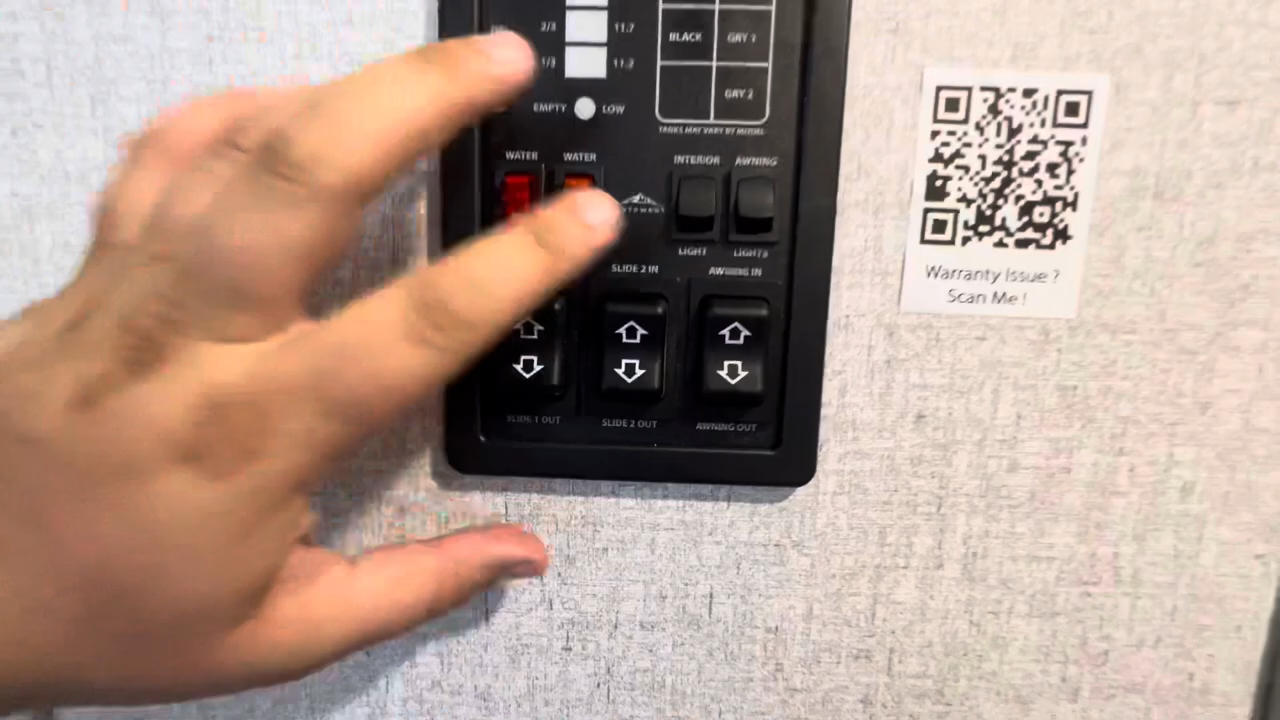 2/3 11.7
1/3 11.2
BLACK GRY 1
GRY 2
EMPTY LOW
TANKS MAY VARY BY MODEL
WATER WATER INTERIOR AWNING
LIGHT LIGHTS
SLIDE 2 IN AWNING IN
SLIDE 1 OUT SLIDE 2 OUT AWNING OUT
Warranty Issue ?
Scan Me !